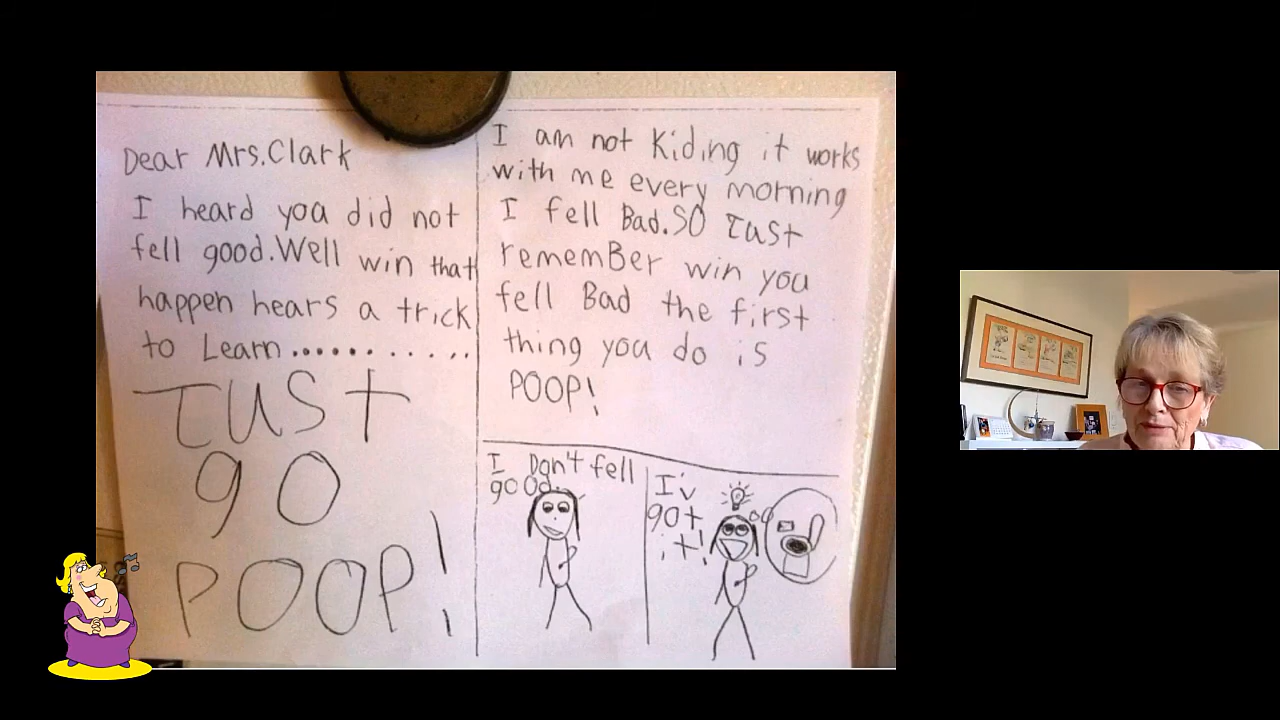 Dear Mrs.Clark
I heard you did not
fell good.Well win that
happen hears a trick
to Learn............
Just
go
POOP!
I am not Kiding it works
with me every morning
I fell Bad.SO Just
rememBer win you
fell Bad the first
thing you do is
POOP!
I Don't fell
good.
I'v
got
it!